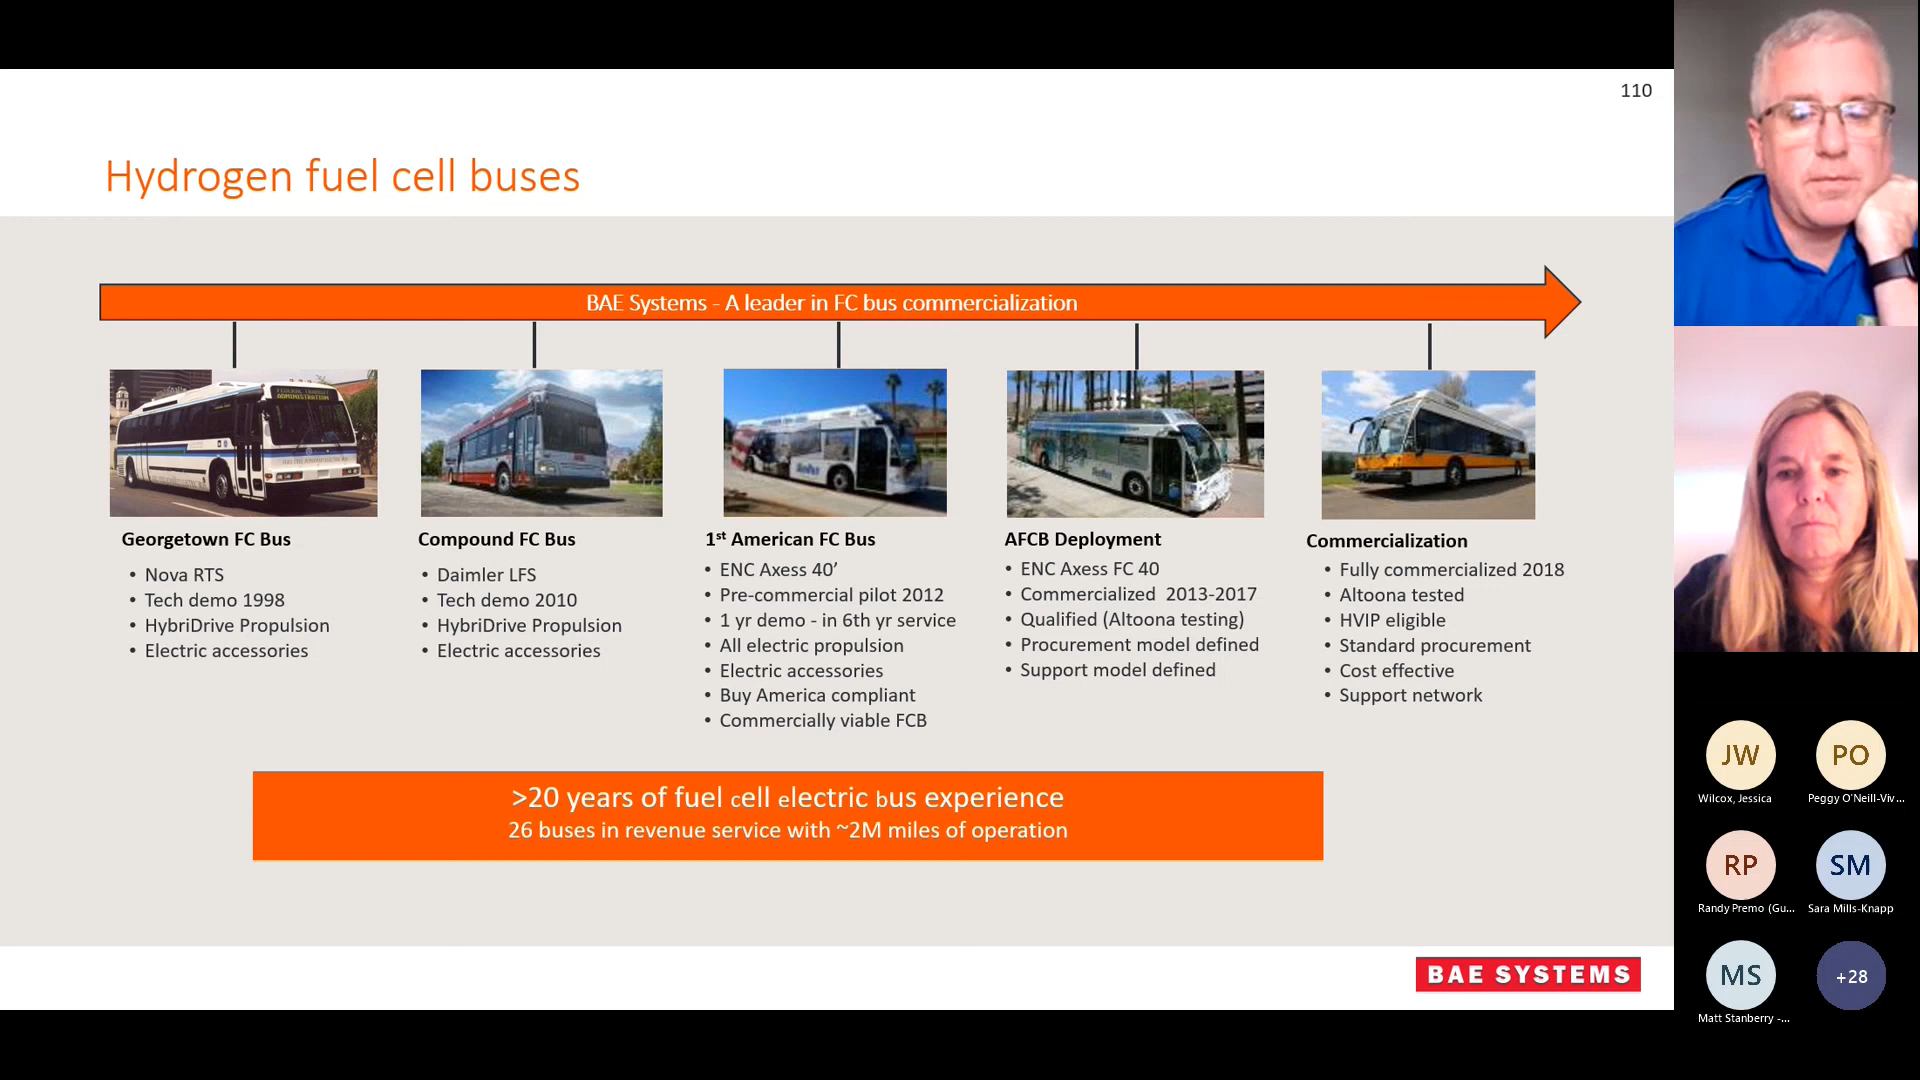 110
Hydrogen fuel cell buses
BAE Systems - A leader in FC bus commercialization
FEDERAL TRANSIT
ADMINISTRATION
Georgetown FC Bus
• Nova RTS
• Tech demo 1998
• HybriDrive Propulsion
• Electric accessories
Compound FC Bus
• Daimler LFS
• Tech demo 2010
• HybriDrive Propulsion
• Electric accessories
1st American FC Bus
• ENC Axess 40’
• Pre-commercial pilot 2012
• 1 yr demo - in 6th yr service
• All electric propulsion
• Electric accessories
• Buy America compliant
• Commercially viable FCB
AFCB Deployment
• ENC Axess FC 40
• Commercialized 2013-2017
• Qualified (Altoona testing)
• Procurement model defined
• Support model defined
Commercialization
• Fully commercialized 2018
• Altoona tested
• HVIP eligible
• Standard procurement
• Cost effective
• Support network
>20 years of fuel cell electric bus experience
26 buses in revenue service with ~2M miles of operation
BAE SYSTEMS
JW
Wilcox, Jessica
PO
Peggy O'Neill-Viv...
RP
Randy Premo (Gu...
SM
Sara Mills-Knapp
MS
Matt Stanberry -...
+28